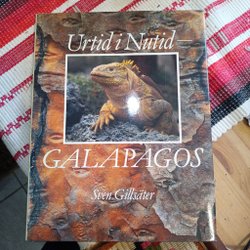 Urtid i Nutid
GALAPAGOS
Sven Gillsäter